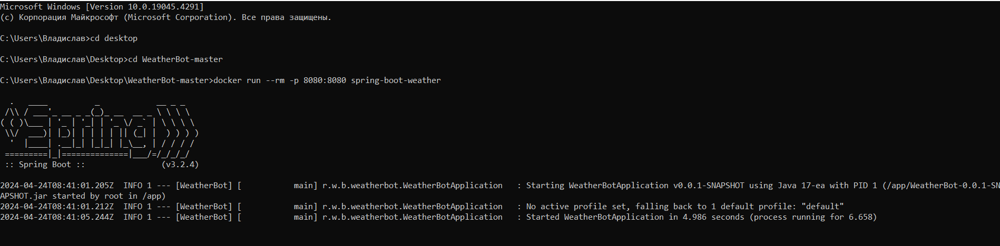 Microsoft Windows [Version 10.0.19045.4291]
(c) Корпорация Майкрософт (Microsoft Corporation). Все права защищены.
C:\Users\Владислав>cd desktop
C:\Users\Владислав\Desktop>cd WeatherBot-master
C:\Users\Владислав\Desktop\WeatherBot-master>docker run --rm -p 8080:8080 spring-boot-weather
  .   ____          _            __ _ _
 /\\ / ___'_ __ _ _(_)_ __  __ _ \ \ \ \
( ( )\___ | '_ | '_| | '_ \/ _` | \ \ \ \
 \\/  ___)| |_)| | | | | || (_| |  ) ) ) )
  '  |____| .__|_| |_|_| |_\__, | / / / /
 =========|_|==============|___/=/_/_/_/
 :: Spring Boot ::                (v3.2.4)
2024-04-24T08:41:01.205Z  INFO 1 --- [WeatherBot] [           main] r.w.b.weatherbot.WeatherBotApplication   : Starting WeatherBotApplication v0.0.1-SNAPSHOT using Java 17-ea with PID 1 (/app/WeatherBot-0.0.1-SN
APSHOT.jar started by root in /app)
2024-04-24T08:41:01.212Z  INFO 1 --- [WeatherBot] [           main] r.w.b.weatherbot.WeatherBotApplication   : No active profile set, falling back to 1 default profile: "default"
2024-04-24T08:41:05.244Z  INFO 1 --- [WeatherBot] [           main] r.w.b.weatherbot.WeatherBotApplication   : Started WeatherBotApplication in 4.986 seconds (process running for 6.658)